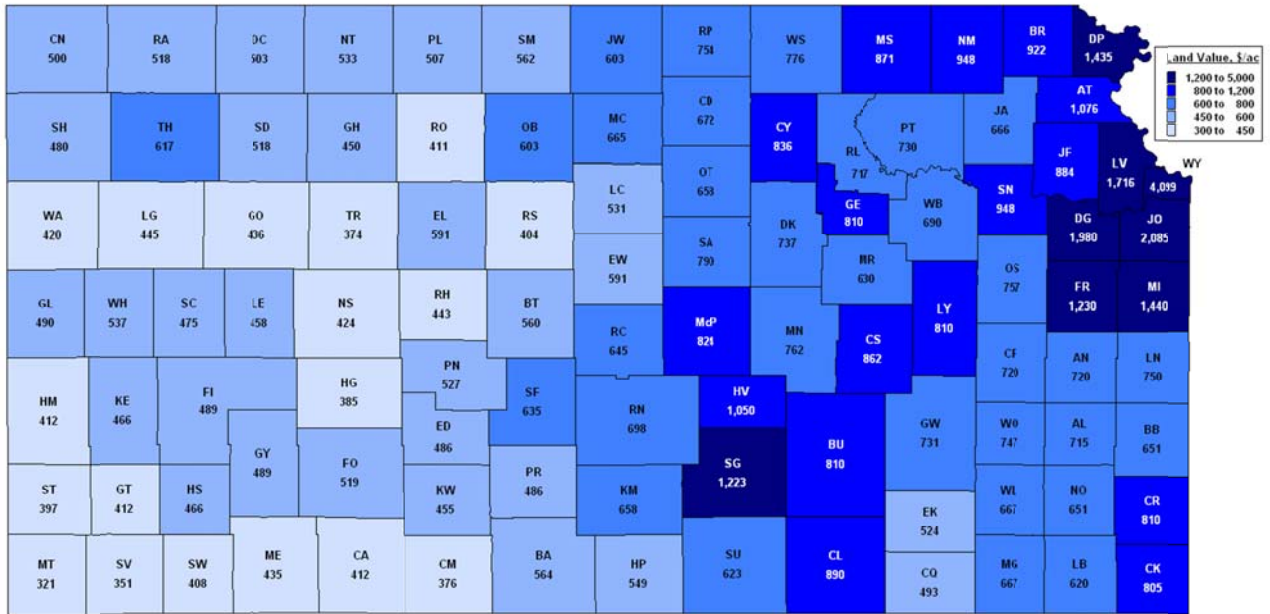 CN
500
RA
518
DC
503
NT
533
PL
507
SM
562
JW
603
RP
754
WS
776
MS
871
NM
948
BR
922
DP
1,435
Land Value, $/ac
1,200 to 5,000
800 to 1,200
600 to 800
450 to 600
300 to 450
SH
480
TH
617
SD
518
GH
450
RO
411
OB
603
MC
665
CD
672
CY
836
RL
717
PT
730
JA
666
AT
1,076
JF
884
LV
1,716
WY
4,099
WA
420
LG
445
GO
436
TR
374
EL
591
RS
404
LC
531
OT
653
DK
737
GE
810
WB
690
SN
948
DG
1,980
JO
2,085
EW
591
SA
793
MR
630
OS
757
FR
1,230
MI
1,440
GL
490
WH
537
SC
475
LE
458
NS
424
RH
443
BT
560
RC
645
McP
824
MN
762
CS
862
LY
810
CF
720
AN
720
LN
750
HM
412
KE
466
FI
489
HG
385
PN
527
SF
635
RN
698
HV
1,050
BU
810
GW
731
WO
747
AL
715
BB
651
GY
489
FO
519
ED
486
PR
486
SG
1,223
ST
397
GT
412
HS
466
KW
455
KM
658
EK
524
WL
667
NO
651
CR
810
MT
321
SV
351
SW
408
ME
435
CA
412
CM
376
BA
564
HP
549
SU
623
CL
890
CQ
493
MG
667
LB
620
CK
805